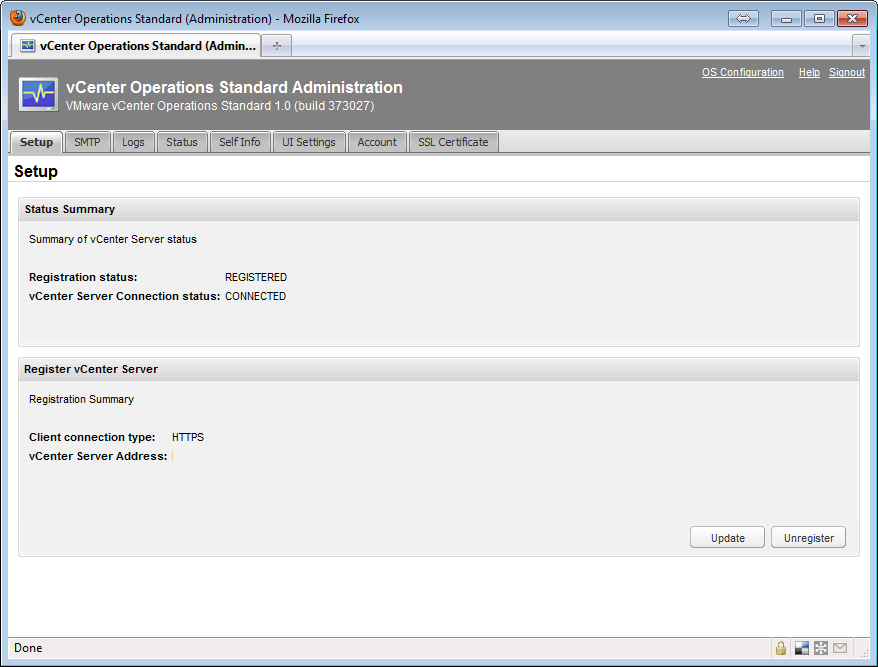 vCenter Operations Standard (Administration) - Mozilla Firefox
vCenter Operations Standard (Admin...
OS Configuration Help Signout
vCenter Operations Standard Administration
VMware vCenter Operations Standard 1.0 (build 373027)
Setup SMTP Logs Status Self Info UI Settings Account SSL Certificate
Setup
Status Summary
Summary of vCenter Server status
Registration status: REGISTERED
vCenter Server Connection status: CONNECTED
Register vCenter Server
Registration Summary
Client connection type: HTTPS
vCenter Server Address:
Update Unregister
Done